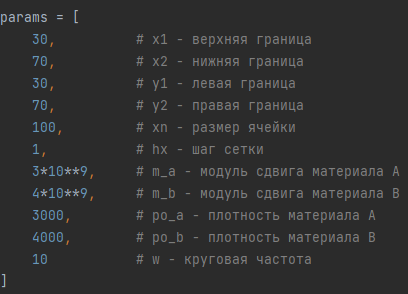 params = [
    30,          # x1 - верхняя граница
    70,          # x2 - нижняя граница
    30,          # y1 - левая граница
    70,          # y2 - правая граница
    100,         # xn - размер ячейки
    1,           # hx - шаг сетки
    3*10**9,     # m_a - модуль сдвига материала A
    4*10**9,     # m_b - модуль сдвига материала B
    3000,        # po_a - плотность материала A
    4000,        # po_b - плотность материала B
    10           # w - круговая частота
]